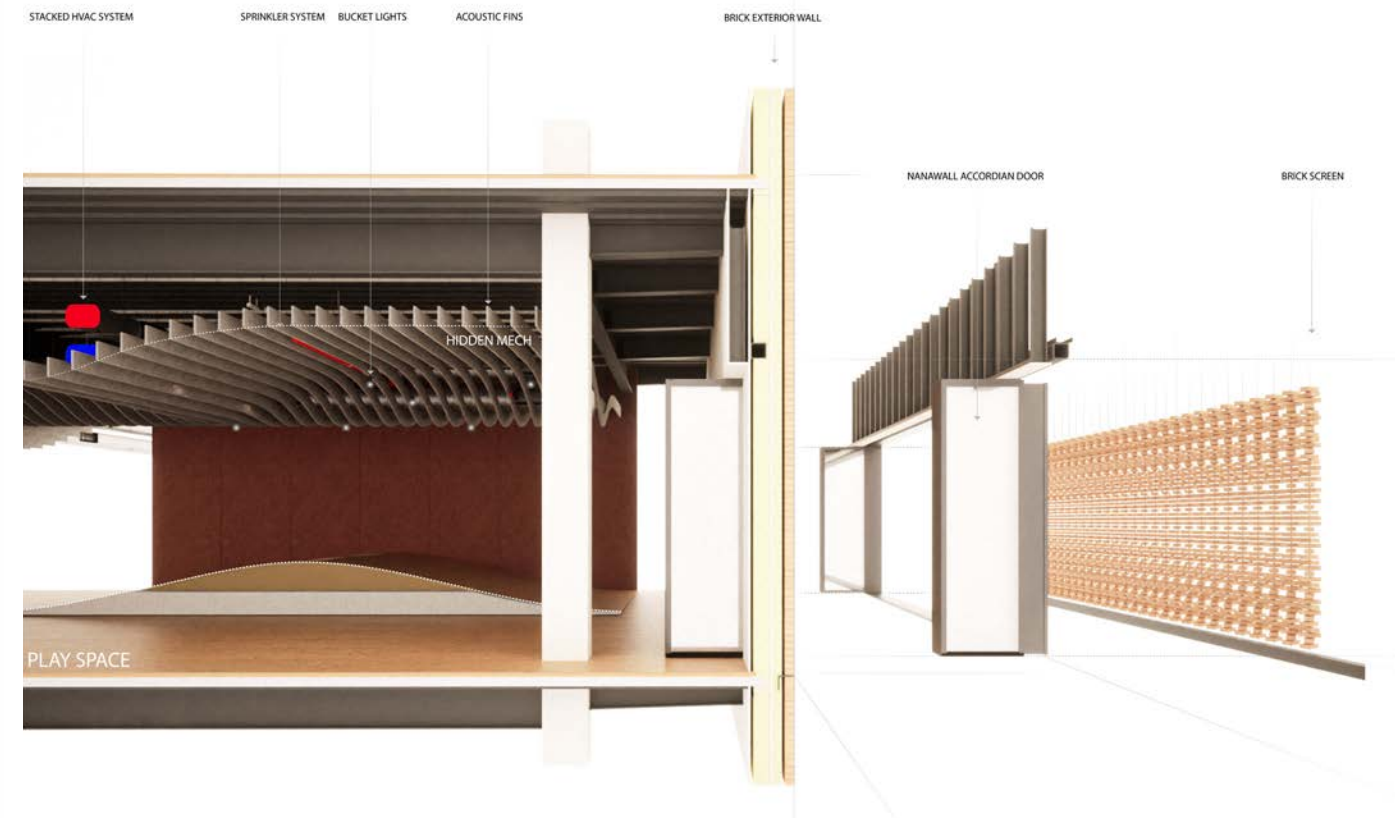 STACKED HVAC SYSTEM
SPRINKLER SYSTEM
BUCKET LIGHTS
ACOUSTIC FINS
BRICK EXTERIOR WALL
NANAWALL ACCORDIAN DOOR
BRICK SCREEN
HIDDEN MECH
PLAY SPACE